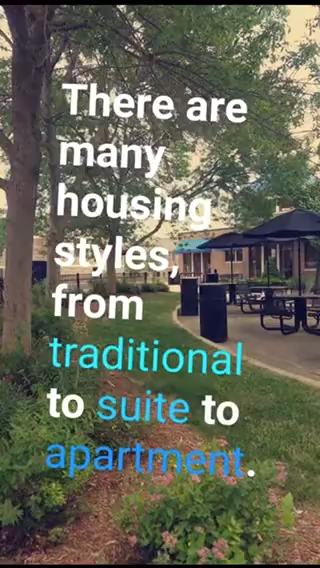 There are
many
housing
styles,
from
traditional
to suite to
apartment.